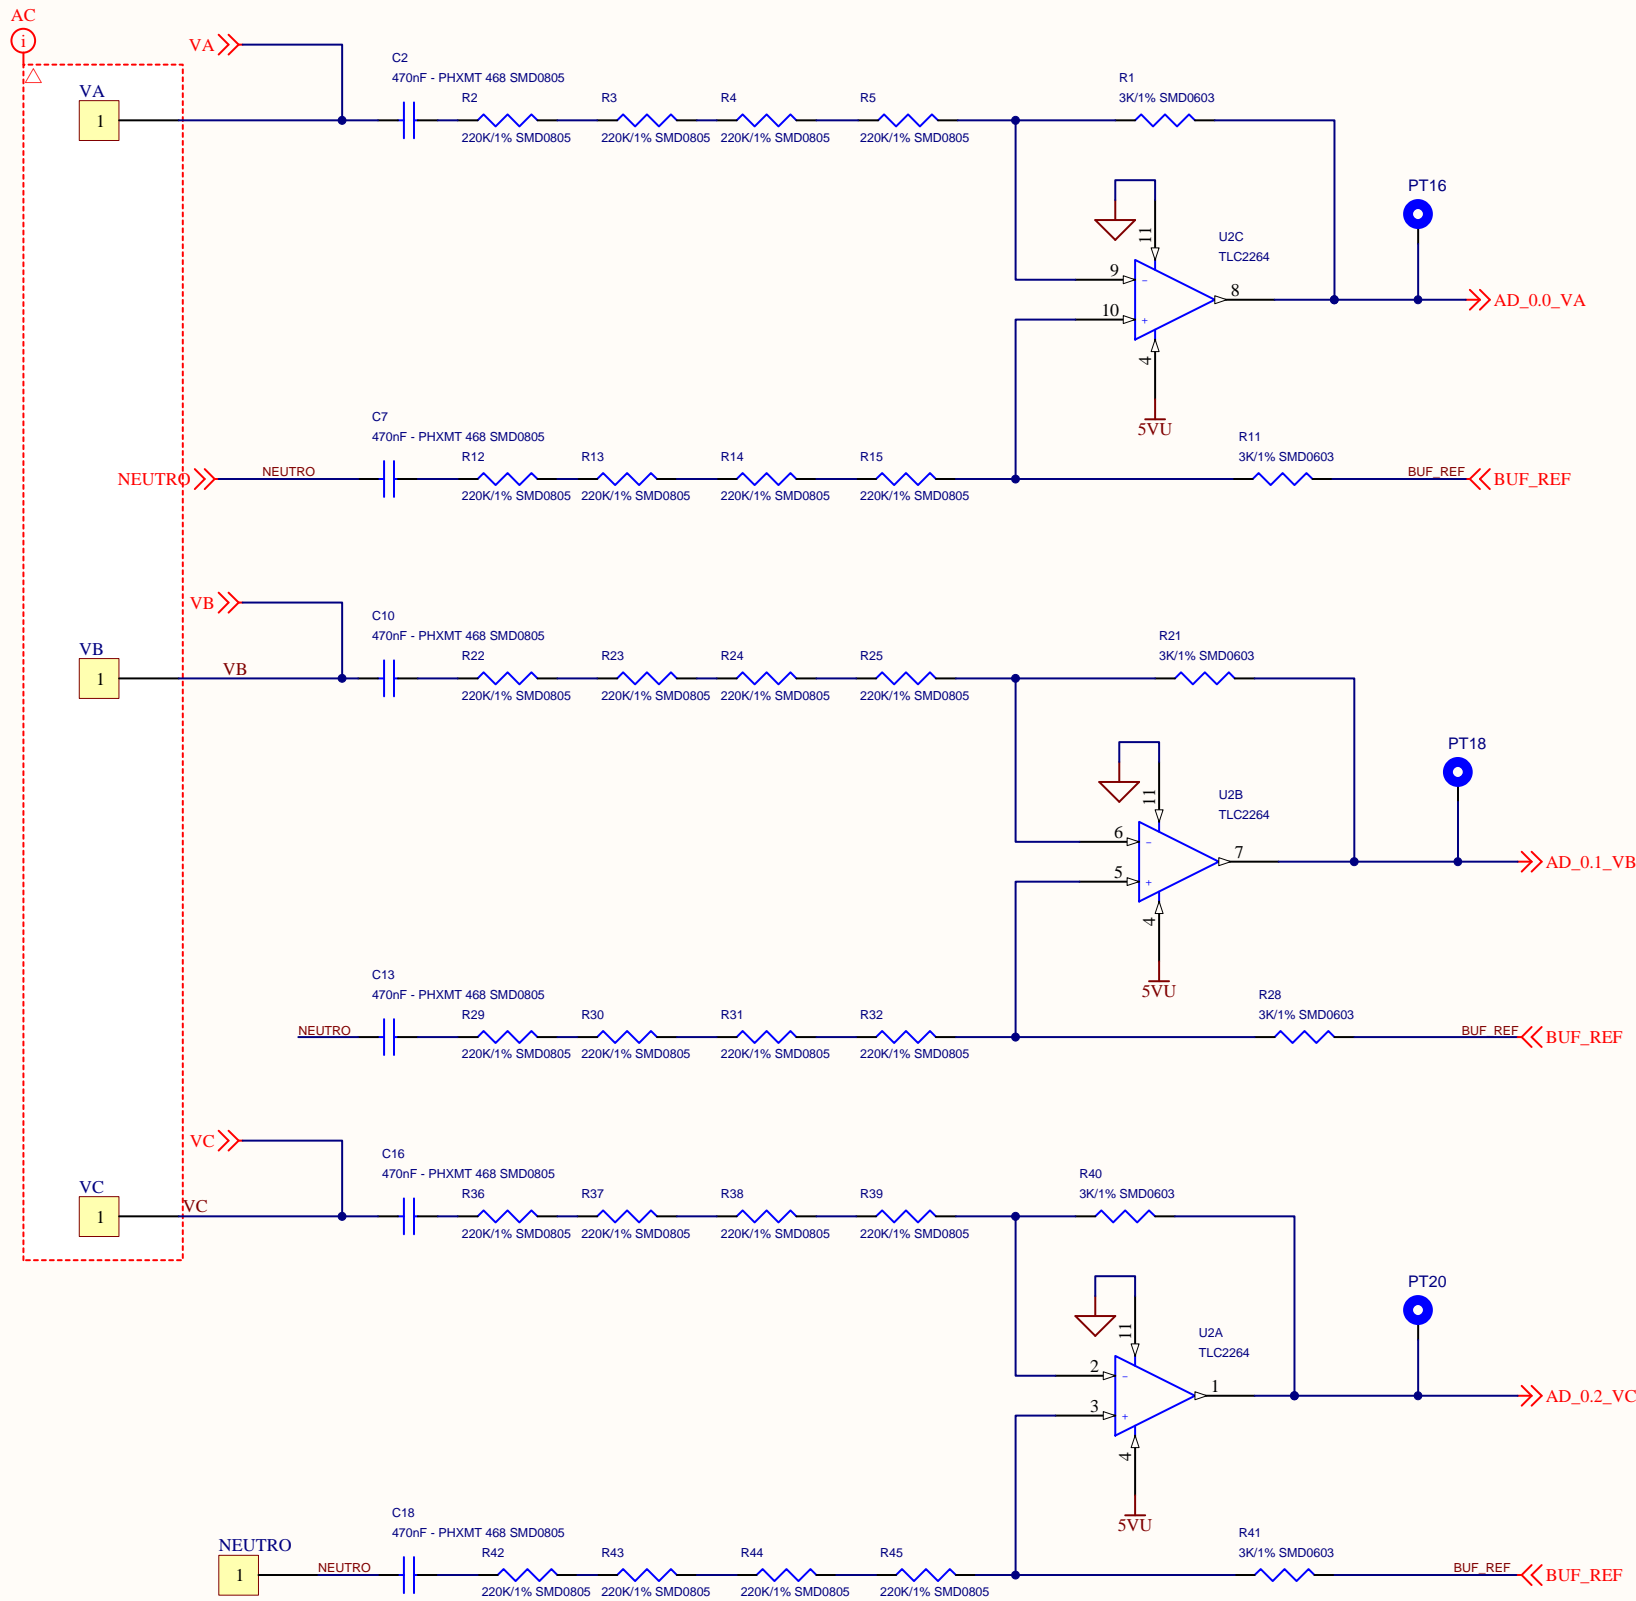 AC
i
VA
VA
1
C2
470nF - PHXMT 468 SMD0805
R2
220K/1% SMD0805
R3
220K/1% SMD0805
R4
220K/1% SMD0805
R5
220K/1% SMD0805
R1
3K/1% SMD0603
PT16
11
U2C
TLC2264
9
-
10
+
8
4
5VU
AD_0.0_VA
NEUTRO
NEUTRO
C7
470nF - PHXMT 468 SMD0805
R12
220K/1% SMD0805
R13
220K/1% SMD0805
R14
220K/1% SMD0805
R15
220K/1% SMD0805
R11
3K/1% SMD0603
BUF_REF
BUF_REF
VB
VB
1
VB
C10
470nF - PHXMT 468 SMD0805
R22
220K/1% SMD0805
R23
220K/1% SMD0805
R24
220K/1% SMD0805
R25
220K/1% SMD0805
R21
3K/1% SMD0603
PT18
11
U2B
TLC2264
6
-
5
+
7
4
5VU
AD_0.1_VB
NEUTRO
C13
470nF - PHXMT 468 SMD0805
R29
220K/1% SMD0805
R30
220K/1% SMD0805
R31
220K/1% SMD0805
R32
220K/1% SMD0805
R28
3K/1% SMD0603
BUF_REF
BUF_REF
VC
VC
1
VC
C16
470nF - PHXMT 468 SMD0805
R36
220K/1% SMD0805
R37
220K/1% SMD0805
R38
220K/1% SMD0805
R39
220K/1% SMD0805
R40
3K/1% SMD0603
PT20
11
U2A
TLC2264
2
-
3
+
1
4
5VU
AD_0.2_VC
NEUTRO
1
NEUTRO
C18
470nF - PHXMT 468 SMD0805
R42
220K/1% SMD0805
R43
220K/1% SMD0805
R44
220K/1% SMD0805
R45
220K/1% SMD0805
R41
3K/1% SMD0603
BUF_REF
BUF_REF